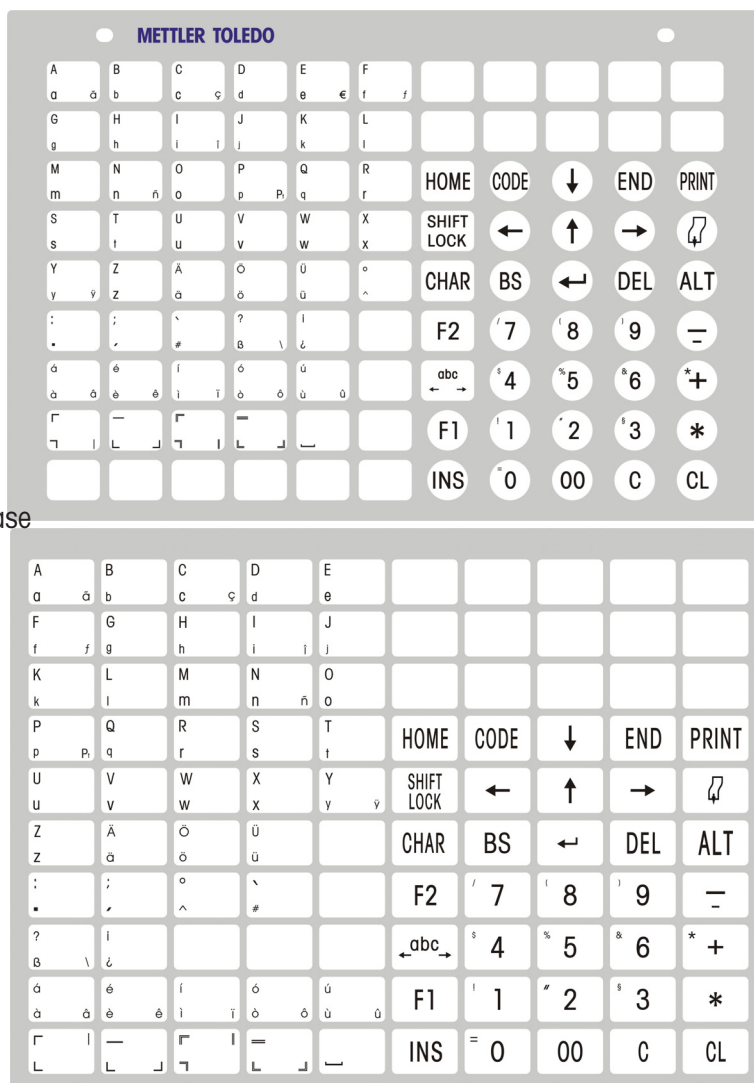 METTLER TOLEDO
A B C D E F
a ã b c ç d e € f ƒ
G H I J K L
g h i î j k l
M N O P Q R
m n ñ o p Pt q r HOME CODE ↓ END PRINT
S T U V W X
s t u v w x SHIFT LOCK ← ↑ → 
Y Z Ä Ö Ü °
y ÿ z ä ö ü ^ CHAR BS ↵ DEL ALT
: ; ` ? ¡
. , # ß \ ¿ F2 / 7 ( 8 ) 9 –
á é í ó ú
à â è ê ì ï ò ô ù û abc ← → $ 4 % 5 & 6 * +
F1 ! 1 " 2 § 3 *
INS = 0 00 C CL
ase
A B C D E
a ã b c ç d e
F G H I J
f ƒ g h i î j
K L M N O
k l m n ñ o
P Q R S T
p Pt q r s t HOME CODE ↓ END PRINT
U V W X Y
u v w x y ÿ SHIFT LOCK ← ↑ →
Z Ä Ö Ü
z ä ö ü CHAR BS ↵ DEL ALT
: ; ° `
. , ^ # F2 / 7 ( 8 ) 9 –
? ¡
ß \ ¿ ←abc→ $ 4 % 5 & 6 * +
á é í ó ú
à â è ê ì ï ò ô ù û F1 ! 1 " 2 § 3 *
INS = 0 00 C CL